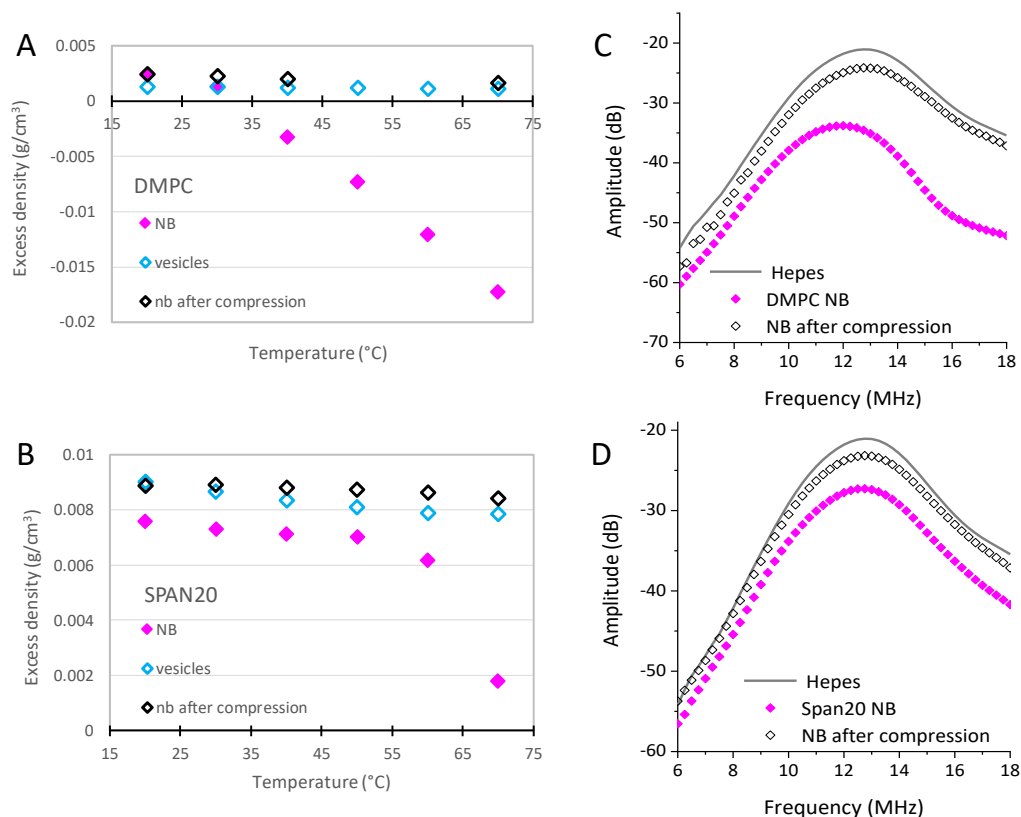 A
Excess density (g/cm³)
0.005
0
-0.005
-0.01
-0.015
-0.02
15 25 35 45 55 65 75
DMPC
NB
vesicles
nb after compression
Temperature (°C)
B
Excess density (g/cm³)
0.01
0.008
0.006
0.004
0.002
0
SPAN20
NB
vesicles
nb after compression
15 25 35 45 55 65 75
Temperature (°C)
C
Amplitude (dB)
-20
-30
-40
-50
-60
-70
Hepes
DMPC NB
NB after compression
6 8 10 12 14 16 18
Frequency (MHz)
D
Amplitude (dB)
-20
-30
-40
-50
-60
Hepes
Span20 NB
NB after compression
6 8 10 12 14 16 18
Frequency (MHz)